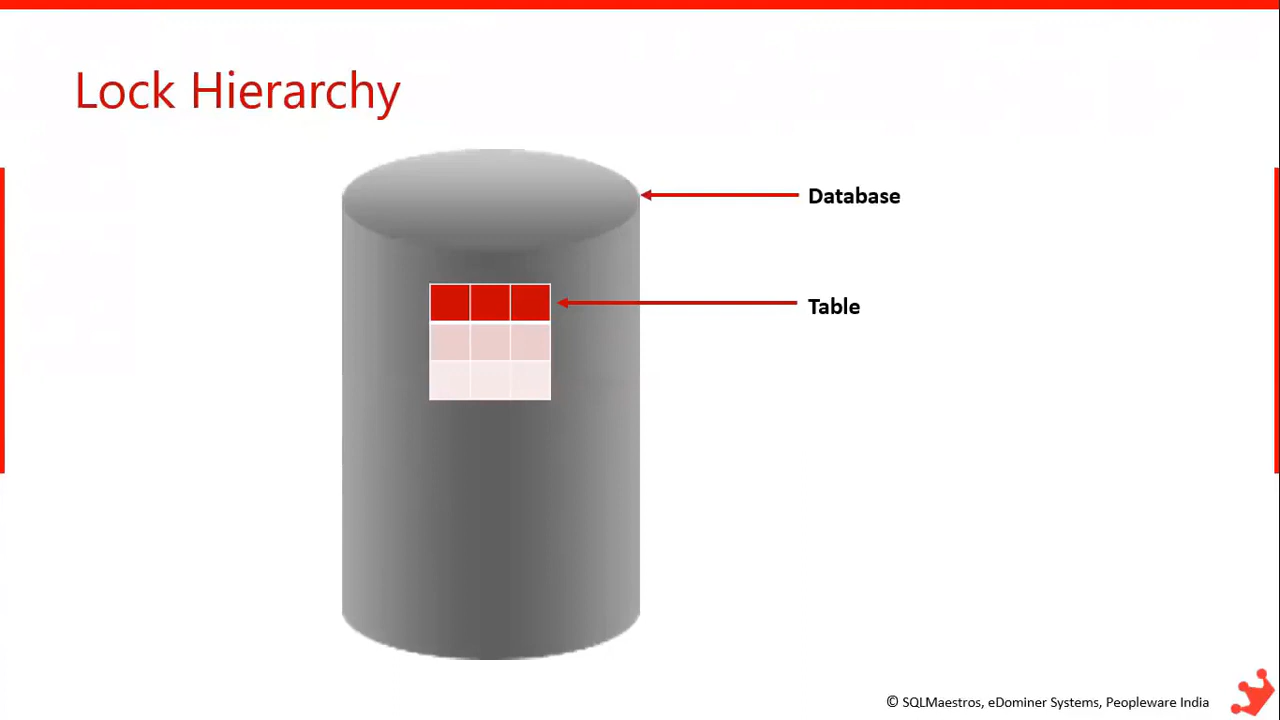 Lock Hierarchy
Database
Table
© SQLMaestros, eDominer Systems, Peopleware India